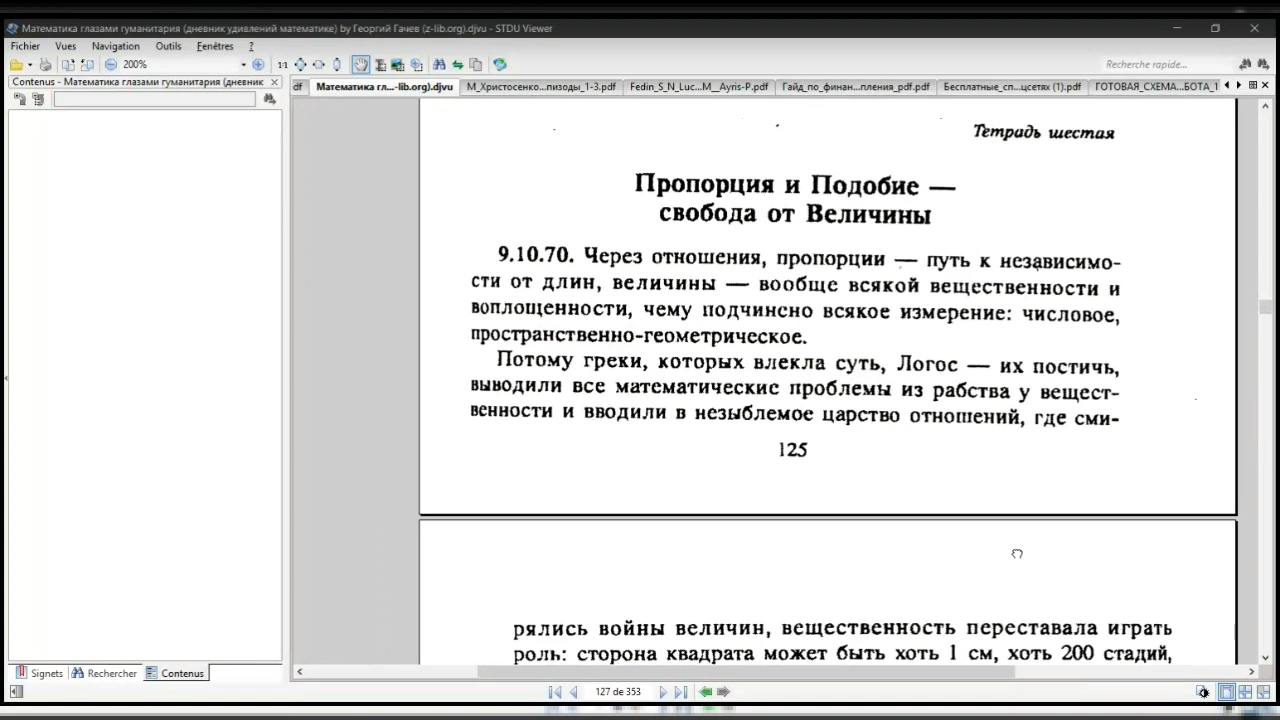 Математика глазами гуманитария (дневник удивлений математике) by Георгий Гачев (z-lib.org).djvu - STDU Viewer
Fichier Vues Navigation Outils Fenêtres ?
200%
1:1
Recherche rapide...
Contenus - Математика глазами гуманитария (дневник
df
Математика гл...-lib.org).djvu
М_Христосенко...пизоды_1-3.pdf
Fedin_S_N_Luc...M__Ayris-P.pdf
Гайд_по_финан...пления_pdf.pdf
Бесплатные_сп...цсетях (1).pdf
ГОТОВАЯ_СХЕМА...БОТА_1
Тетрадь шестая
Пропорция и Подобие —
свобода от Величины
9.10.70. Через отношения, пропорции — путь к независимо-
сти от длин, величины — вообще всякой вещественности и
воплощенности, чему подчинено всякое измерение: числовое,
пространственно-геометрическое.
Потому греки, которых влекла суть, Логос — их постичь,
выводили все математические проблемы из рабства у вещест-
венности и вводили в незыблемое царство отношений, где сми-
125
рялись войны величин, вещественность переставала играть
роль: сторона квадрата может быть хоть 1 см, хоть 200 стадий,
Signets Rechercher Contenus
127 de 353